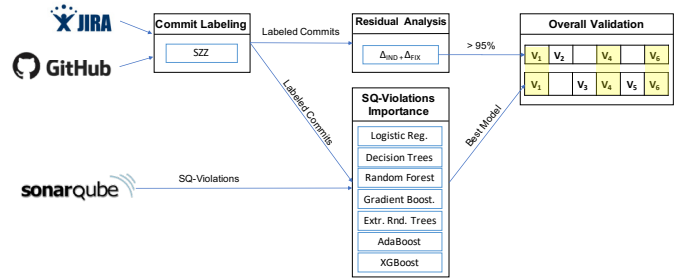 JIRA
GitHub
sonarqube
Commit Labeling
SZZ
Labeled Commits
Labeled Commits
SQ-Violations
Residual Analysis
ΔIND + ΔFIX
> 95%
SQ-Violations
Importance
Logistic Reg.
Decision Trees
Random Forest
Gradient Boost.
Extr. Rnd. Trees
AdaBoost
XGBoost
Best Model
Overall Validation
V1 V2 V4 V6
V1 V3 V4 V5 V6